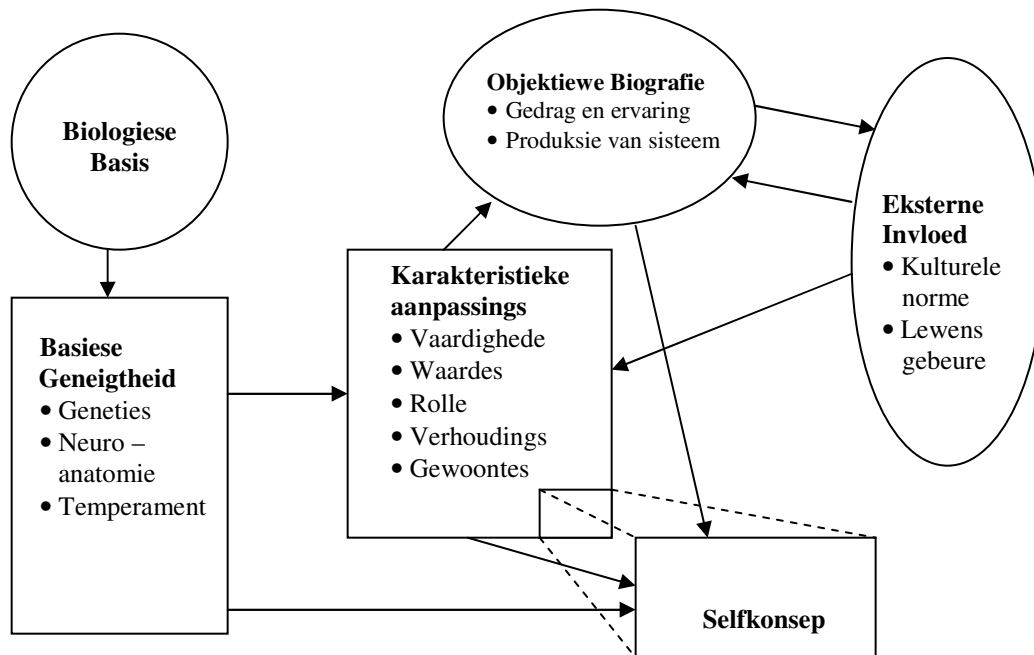 Biologiese
Basis
Objektiewe Biografie
• Gedrag en ervaring
• Produksie van sisteem
Eksterne
Invloed
• Kulturele
norme
• Lewens
gebeure
Karakteristieke
aanpassings
• Vaardighede
• Waardes
• Rolle
• Verhoudings
• Gewoontes
Basiese
Geneigtheid
• Geneties
• Neuro –
anatomie
• Temperament
Selfkonsep